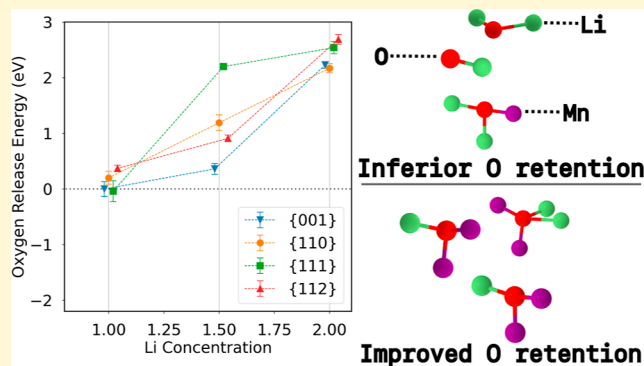 Oxygen Release Energy (eV)
3
2
1
0
−1
−2
1.00
1.25
1.50
1.75
2.00
Li Concentration
{001}
{110}
{111}
{112}
Li
O
Mn
Inferior O retention
Improved O retention